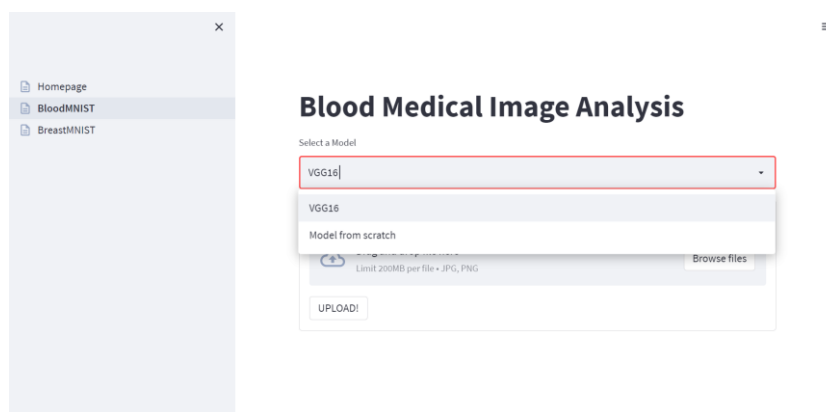 Homepage
BloodMNIST
BreastMNIST
Blood Medical Image Analysis
Select a Model
VGG16
VGG16
Model from scratch
Browse files
Limit 200MB per file • JPG, PNG
UPLOAD!